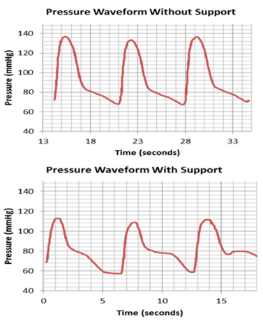 Pressure Waveform Without Support
Pressure (mmHg)
140
120
100
80
60
40
13 18 23 28 33
Time (seconds)
Pressure Waveform With Support
Pressure (mmHg)
140
120
100
80
60
40
0 5 10 15
Time (seconds)